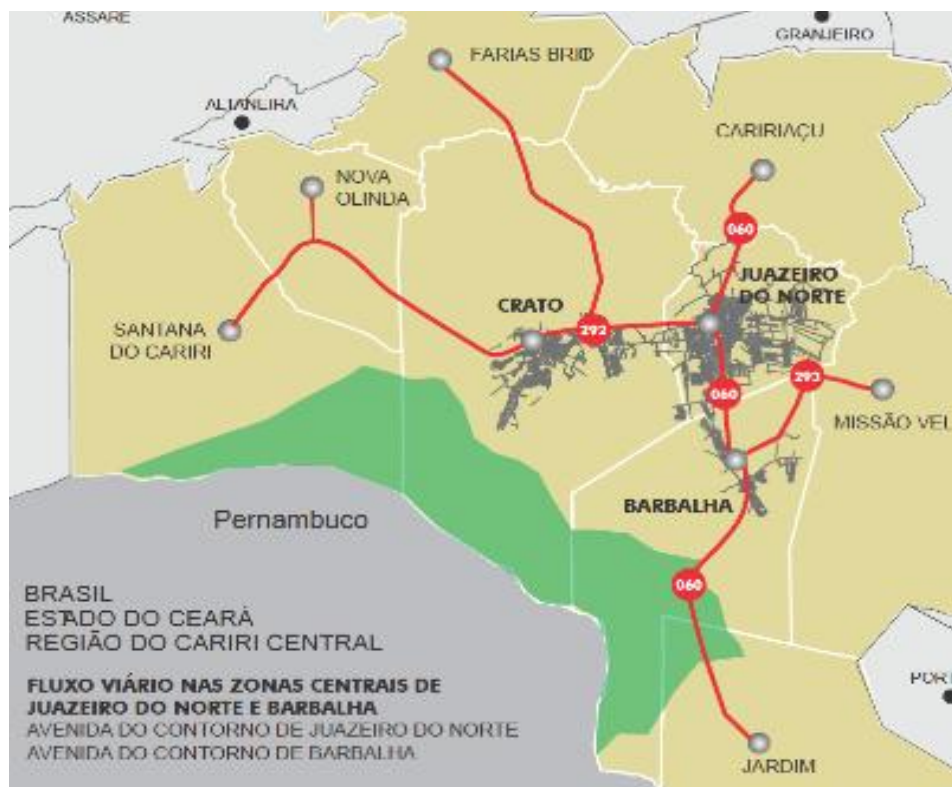 ASSARE
GRANJEIRO
FARIAS BRITO
ALTANEIRA
CARIRIAÇU
NOVA
OLINDA
060
JUAZEIRO
DO NORTE
CRATO
292
SANTANA
DO CARIRI
293
060
MISSÃO VEL
BARBALHA
Pernambuco
060
BRASIL
ESTADO DO CEARÁ
REGIÃO DO CARIRI CENTRAL
FLUXO VIÁRIO NAS ZONAS CENTRAIS DE
JUAZEIRO DO NORTE E BARBALHA
AVENIDA DO CONTORNO DE JUAZEIRO DO NORTE
AVENIDA DO CONTORNO DE BARBALHA
PORT
JARDIM